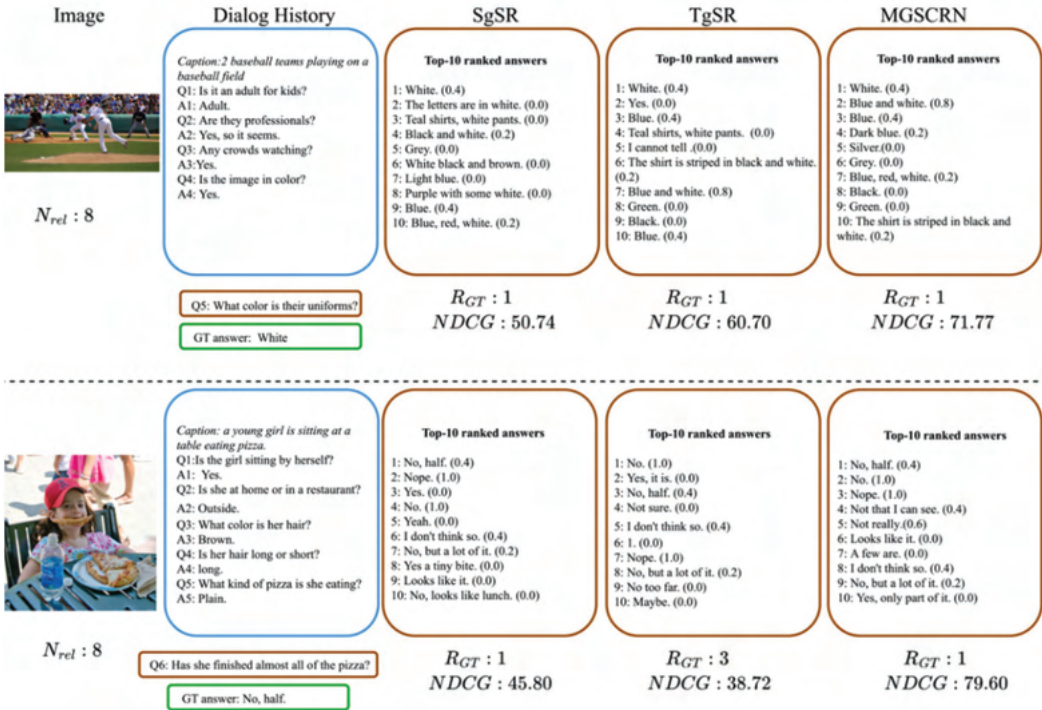 Image
Dialog History
SgSR
TgSR
MGSCRN
Caption:2 baseball teams playing on a
baseball field
Q1: Is it an adult for kids?
A1: Adult.
Q2: Are they professionals?
A2: Yes, so it seems.
Q3: Any crowds watching?
A3:Yes.
Q4: Is the image in color?
A4: Yes.
Top-10 ranked answers
1: White. (0.4)
2: The letters are in white. (0.0)
3: Teal shirts, white pants. (0.0)
4: Black and white. (0.2)
5: Grey. (0.0)
6: White black and brown. (0.0)
7: Light blue. (0.0)
8: Purple with some white. (0.0)
9: Blue. (0.4)
10: Blue, red, white. (0.2)
Top-10 ranked answers
1: White. (0.4)
2: Yes. (0.0)
3: Blue. (0.4)
4: Teal shirts, white pants. (0.0)
5: I cannot tell .(0.0)
6: The shirt is striped in black and white.
(0.2)
7: Blue and white. (0.8)
8: Green. (0.0)
9: Black. (0.0)
10: Blue. (0.4)
Top-10 ranked answers
1: White. (0.4)
2: Blue and white. (0.8)
3: Blue. (0.4)
4: Dark blue. (0.2)
5: Silver.(0.0)
6: Grey. (0.0)
7: Blue, red, white. (0.2)
8: Black. (0.0)
9: Green. (0.0)
10: The shirt is striped in black and
white. (0.2)
N_rel : 8
Q5: What color is their uniforms?
GT answer: White
R_GT : 1
NDCG : 50.74
R_GT : 1
NDCG : 60.70
R_GT : 1
NDCG : 71.77
Caption: a young girl is sitting at a
table eating pizza.
Q1:Is the girl sitting by herself?
A1: Yes.
Q2: Is she at home or in a restaurant?
A2: Outside.
Q3: What color is her hair?
A3: Brown.
Q4: Is her hair long or short?
A4: long.
Q5: What kind of pizza is she eating?
A5: Plain.
Top-10 ranked answers
1: No, half. (0.4)
2: Nope. (1.0)
3: Yes. (0.0)
4: No. (1.0)
5: Yeah. (0.0)
6: I don't think so. (0.4)
7: No, but a lot of it. (0.2)
8: Yes a tiny bite. (0.0)
9: Looks like it. (0.0)
10: No, looks like lunch. (0.0)
Top-10 ranked answers
1: No. (1.0)
2: Yes, it is. (0.0)
3: No, half. (0.4)
4: Not sure. (0.0)
5: I don't think so. (0.4)
6: 1. (0.0)
7: Nope. (1.0)
8: No, but a lot of it. (0.2)
9: No too far. (0.0)
10: Maybe. (0.0)
Top-10 ranked answers
1: No, half. (0.4)
2: No. (1.0)
3: Nope. (1.0)
4: Not that I can see. (0.4)
5: Not really.(0.6)
6: Looks like it. (0.0)
7: A few are. (0.0)
8: I don't think so. (0.4)
9: No, but a lot of it. (0.2)
10: Yes, only part of it. (0.0)
N_rel : 8
Q6: Has she finished almost all of the pizza?
GT answer: No, half.
R_GT : 1
NDCG : 45.80
R_GT : 3
NDCG : 38.72
R_GT : 1
NDCG : 79.60